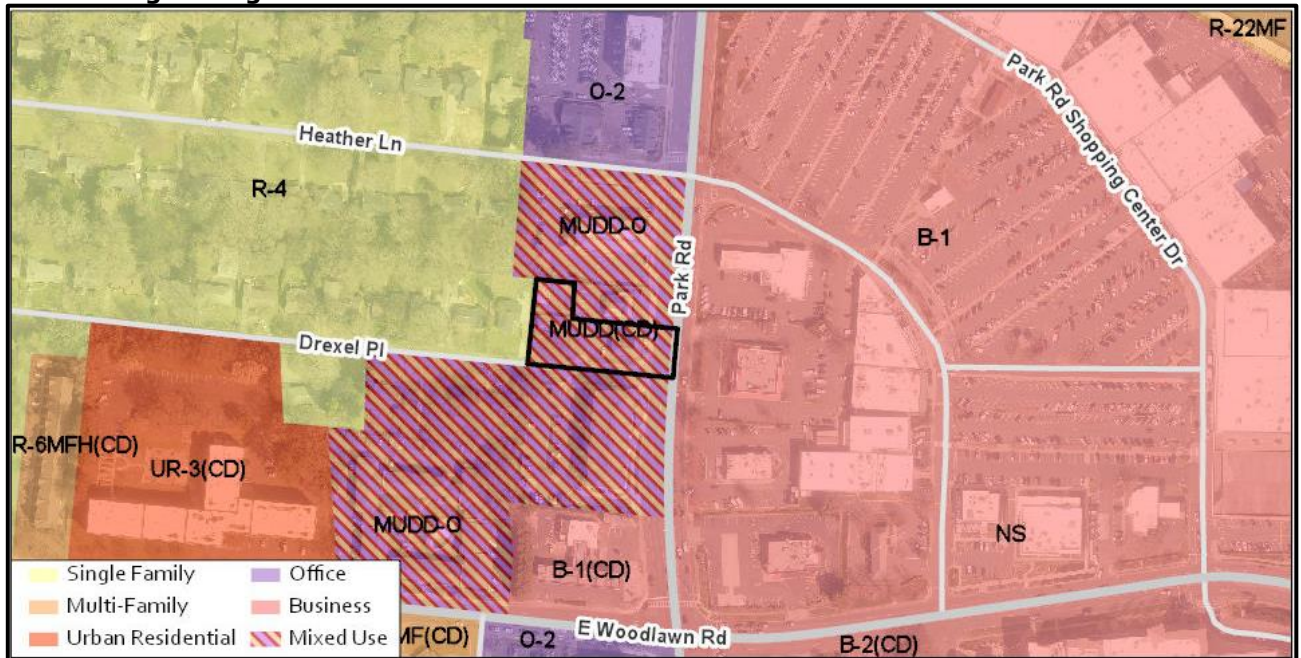 R-22MF
Park Rd Shopping Center Dr
O-2
Heather Ln
R-4
MUDD-O
B-1
Park Rd
MUDD(CD)
Drexel Pl
R-6MFH(CD)
UR-3(CD)
MUDD-O
NS
B-1(CD)
Single Family
Office
Multi-Family
Business
Urban Residential
Mixed Use
MF(CD)
O-2
E Woodlawn Rd
B-2(CD)